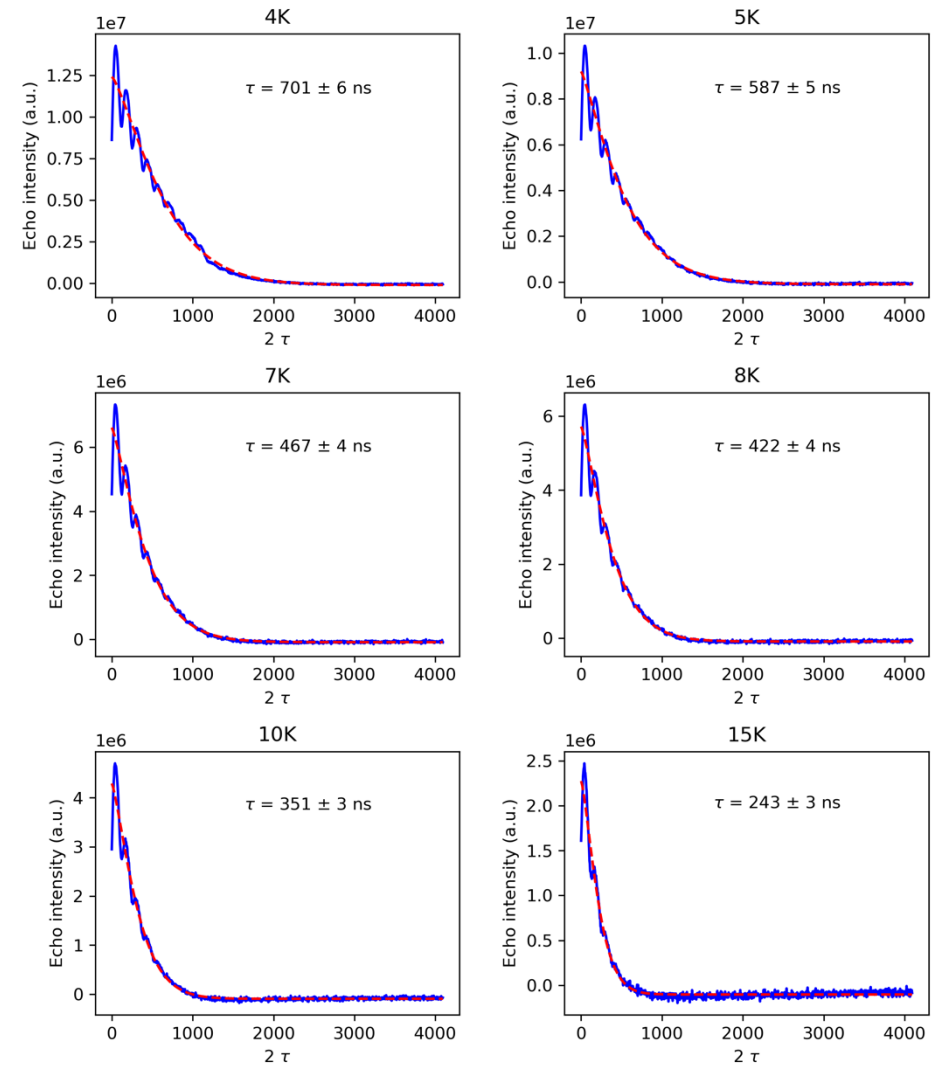 4K
1e7
τ = 701 ± 6 ns
Echo intensity (a.u.)
1.25
1.00
0.75
0.50
0.25
0.00
0 1000 2000 3000 4000
2 τ
5K
1e7
τ = 587 ± 5 ns
Echo intensity (a.u.)
1.0
0.8
0.6
0.4
0.2
0.0
0 1000 2000 3000 4000
2 τ
7K
1e6
τ = 467 ± 4 ns
Echo intensity (a.u.)
6
4
2
0
0 1000 2000 3000 4000
2 τ
8K
1e6
τ = 422 ± 4 ns
Echo intensity (a.u.)
6
4
2
0
0 1000 2000 3000 4000
2 τ
10K
1e6
τ = 351 ± 3 ns
Echo intensity (a.u.)
4
3
2
1
0
0 1000 2000 3000 4000
2 τ
15K
1e6
τ = 243 ± 3 ns
Echo intensity (a.u.)
2.5
2.0
1.5
1.0
0.5
0.0
0 1000 2000 3000 4000
2 τ